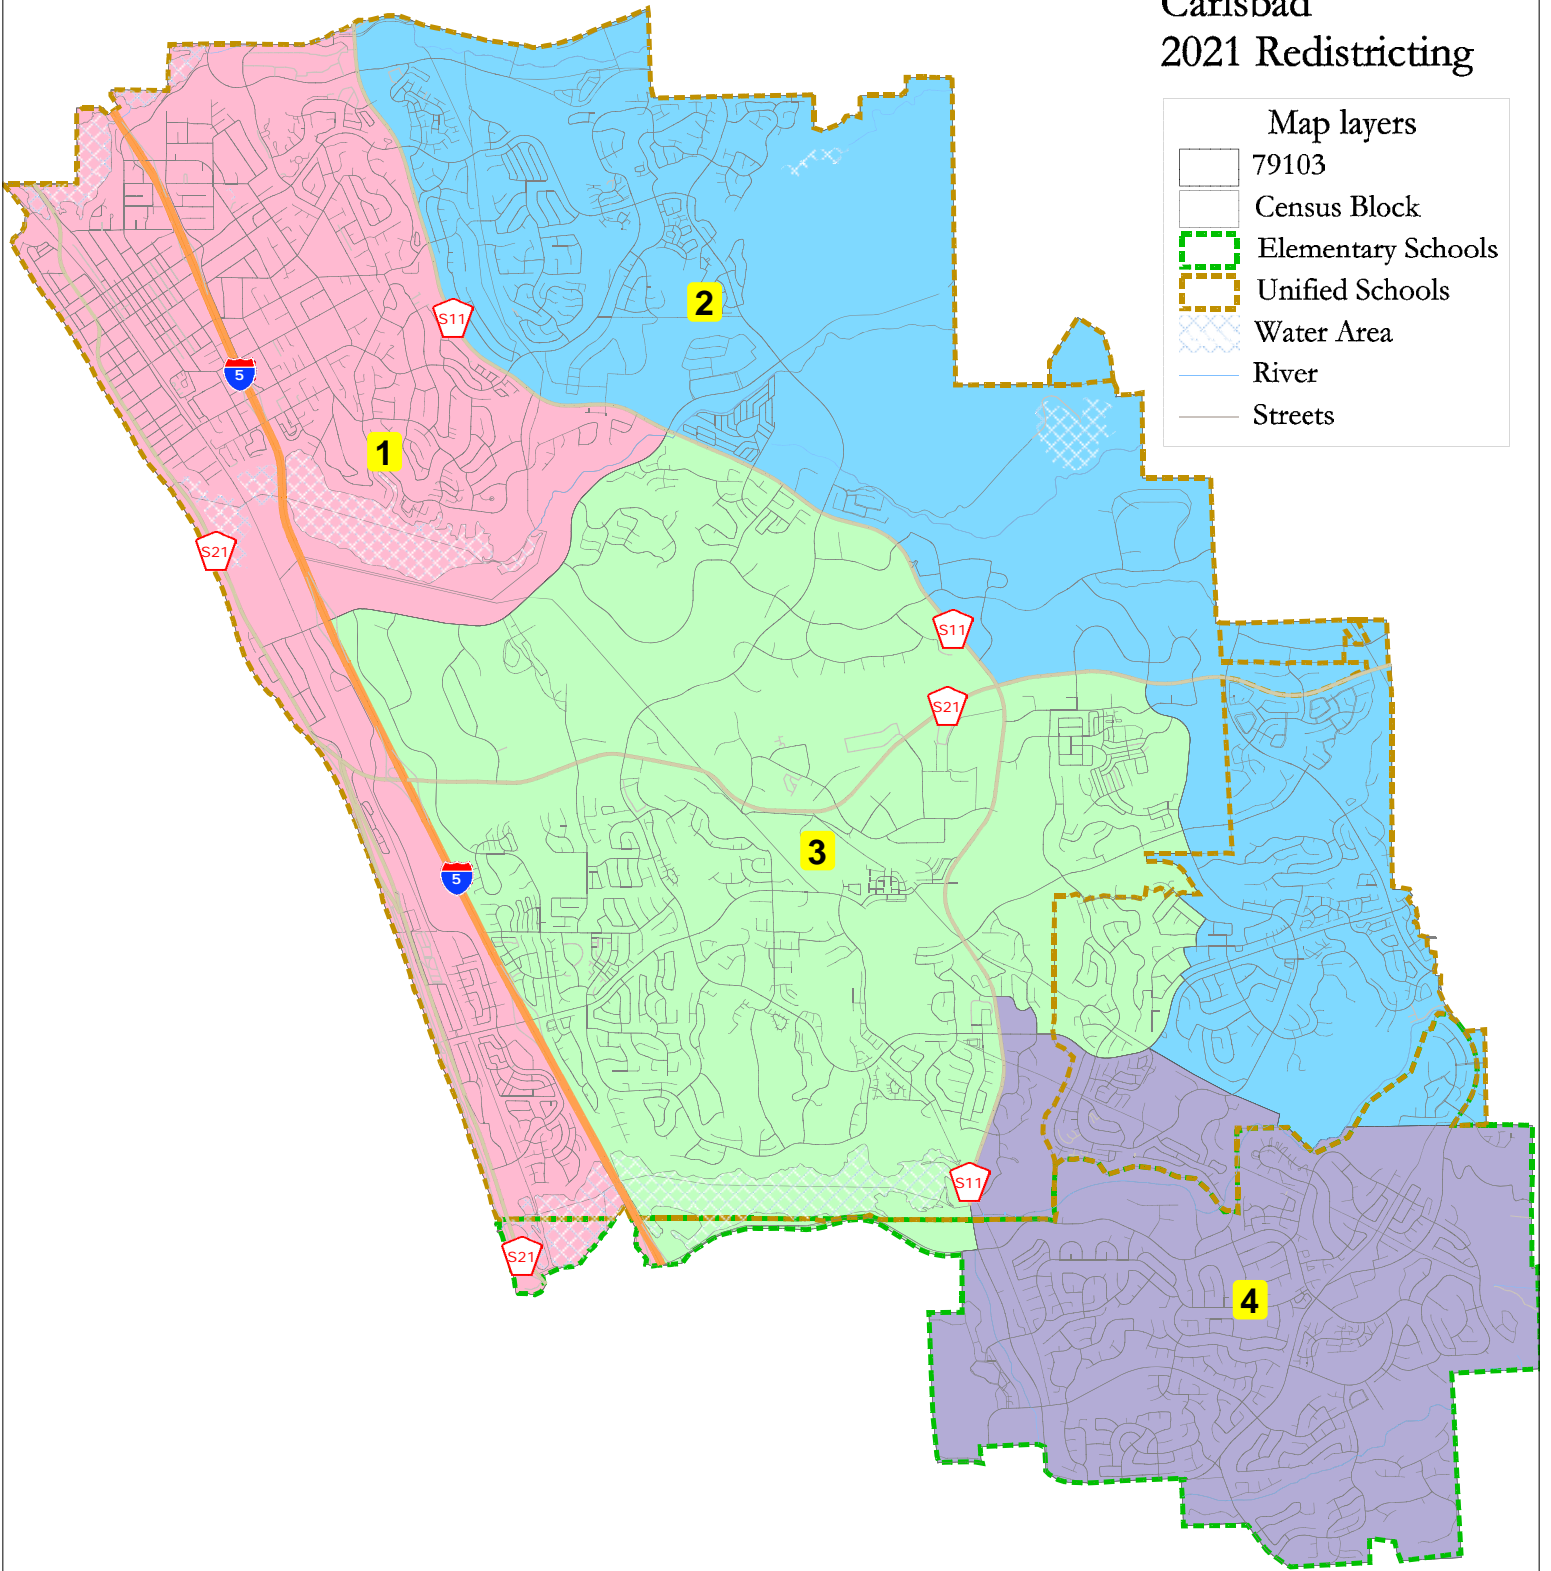 Carlsbad
2021 Redistricting
Map layers
79103
Census Block
Elementary Schools
Unified Schools
Water Area
River
Streets
2
S11
5
1
S21
S11
S21
3
5
S11
S21
4